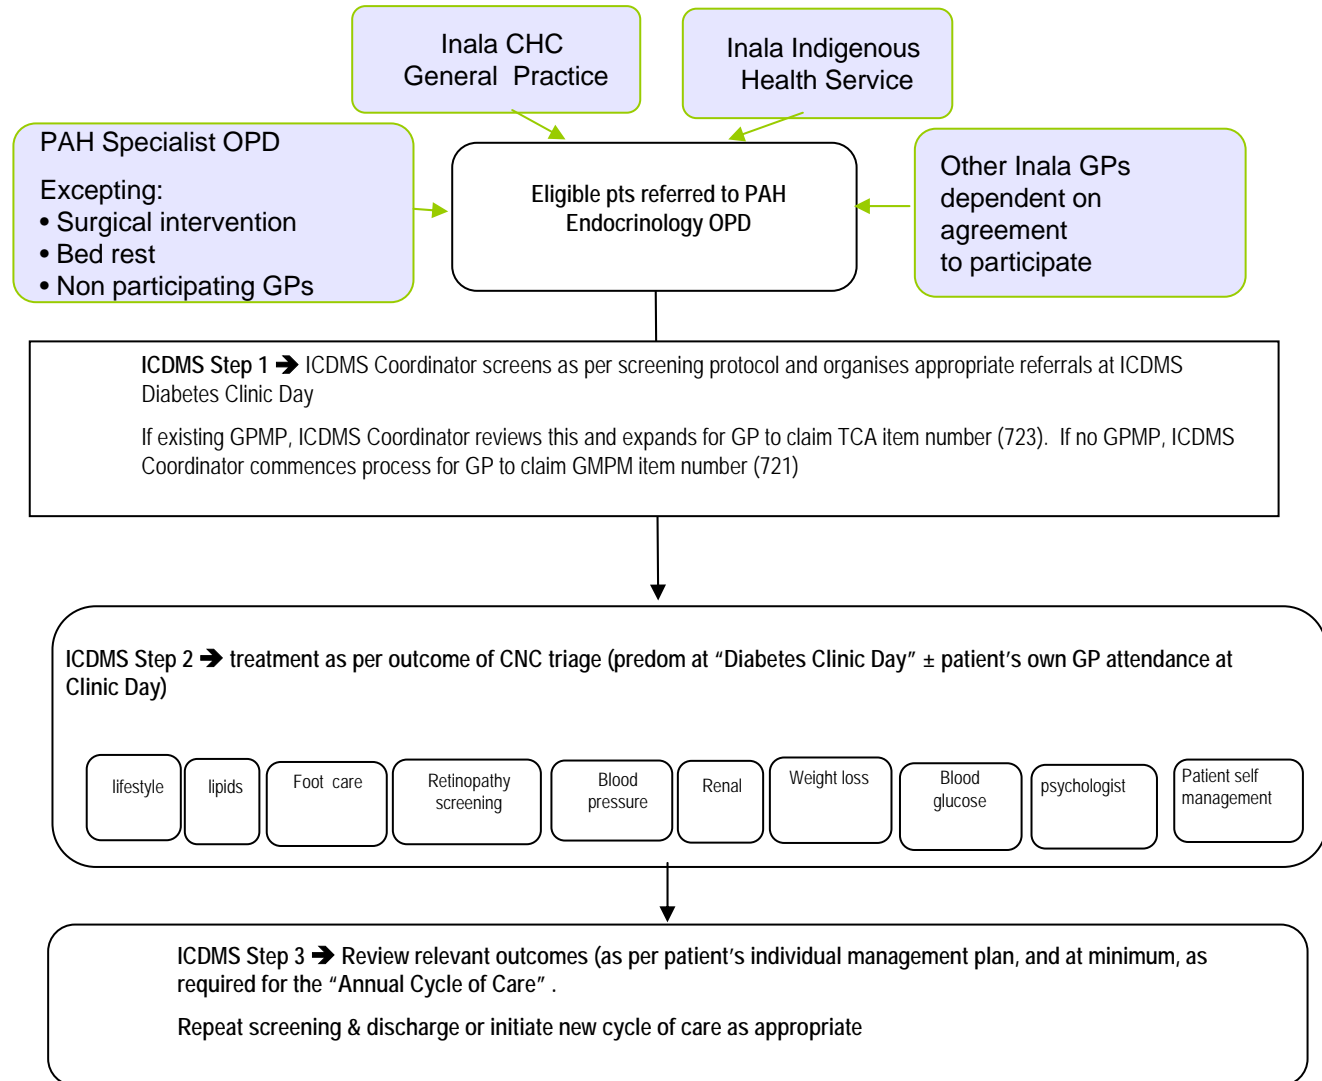 Inala CHC
General Practice
Inala Indigenous
Health Service
PAH Specialist OPD
Excepting:
• Surgical intervention
• Bed rest
• Non participating GPs
Eligible pts referred to PAH
Endocrinology OPD
Other Inala GPs
dependent on
agreement
to participate
ICDMS Step 1 ➔ ICDMS Coordinator screens as per screening protocol and organises appropriate referrals at ICDMS
Diabetes Clinic Day
If existing GPMP, ICDMS Coordinator reviews this and expands for GP to claim TCA item number (723). If no GPMP, ICDMS
Coordinator commences process for GP to claim GMPM item number (721)
ICDMS Step 2 ➔ treatment as per outcome of CNC triage (predom at “Diabetes Clinic Day” ± patient’s own GP attendance at
Clinic Day)
lifestyle
lipids
Foot care
Retinopathy
screening
Blood
pressure
Renal
Weight loss
Blood
glucose
psychologist
Patient self
management
ICDMS Step 3 ➔ Review relevant outcomes (as per patient’s individual management plan, and at minimum, as
required for the “Annual Cycle of Care” .
Repeat screening & discharge or initiate new cycle of care as appropriate